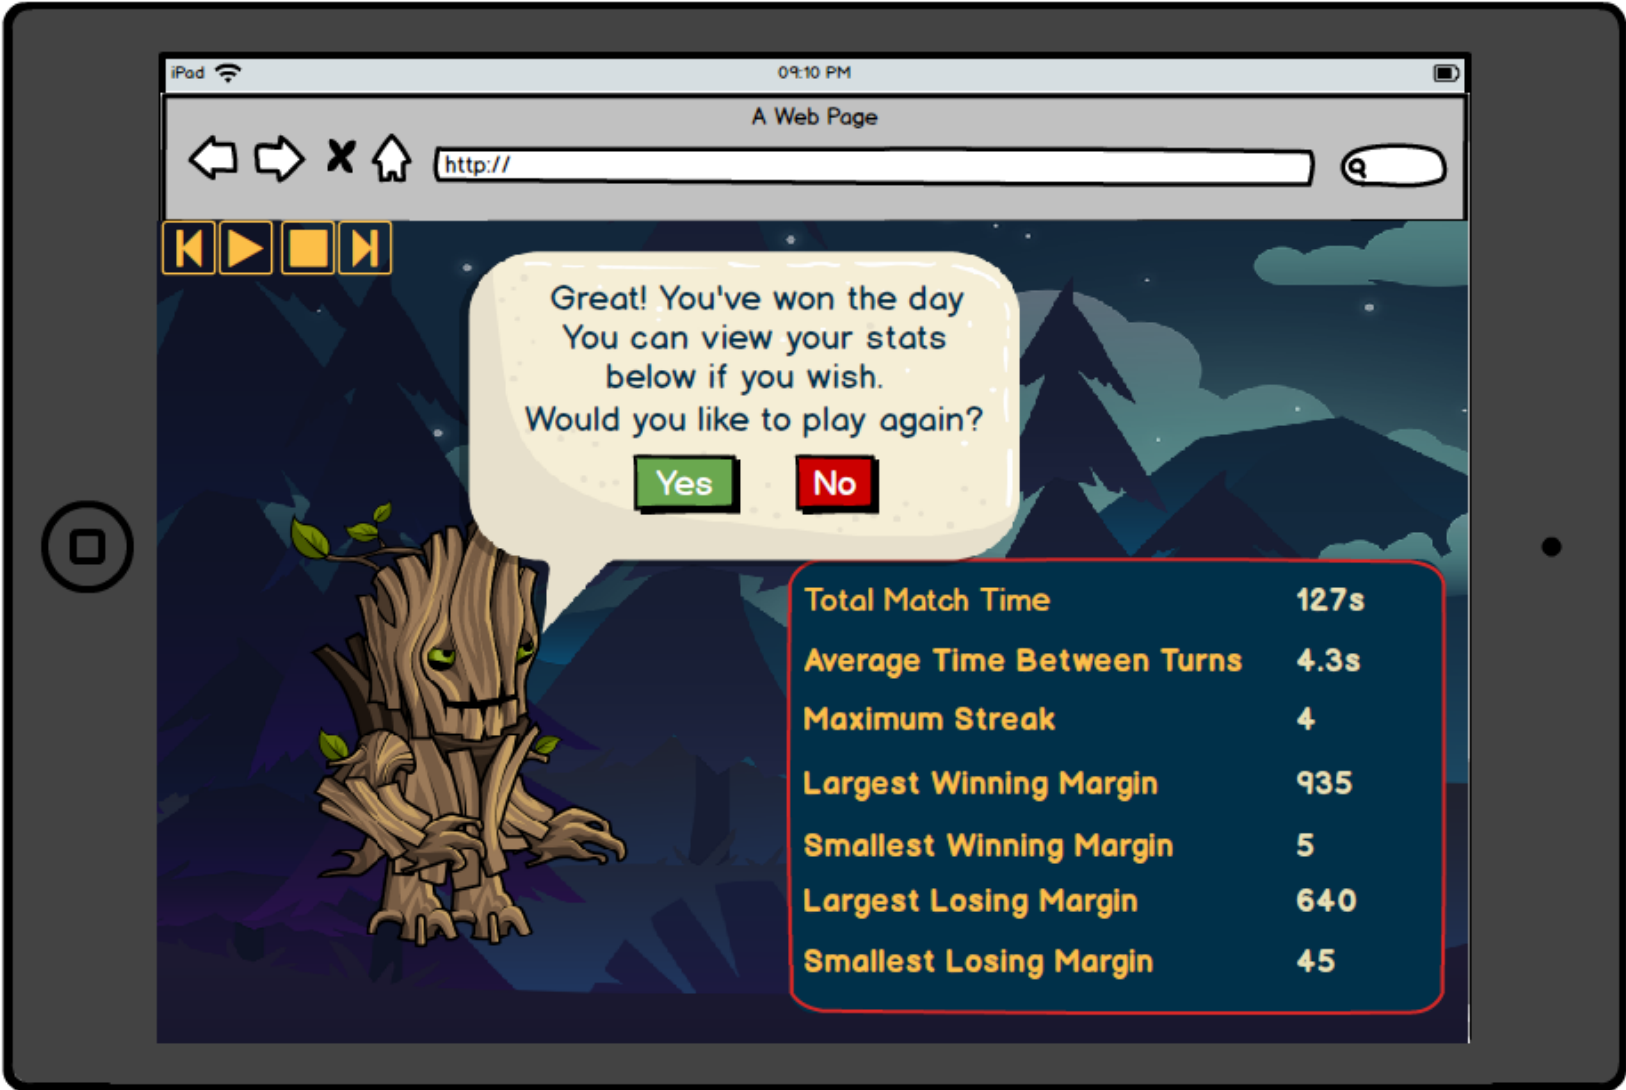 iPad
09:10 PM
A Web Page
http://
Great! You've won the day
You can view your stats
below if you wish.
Would you like to play again?
Yes
No
Total Match Time 127s
Average Time Between Turns 4.3s
Maximum Streak 4
Largest Winning Margin 935
Smallest Winning Margin 5
Largest Losing Margin 640
Smallest Losing Margin 45